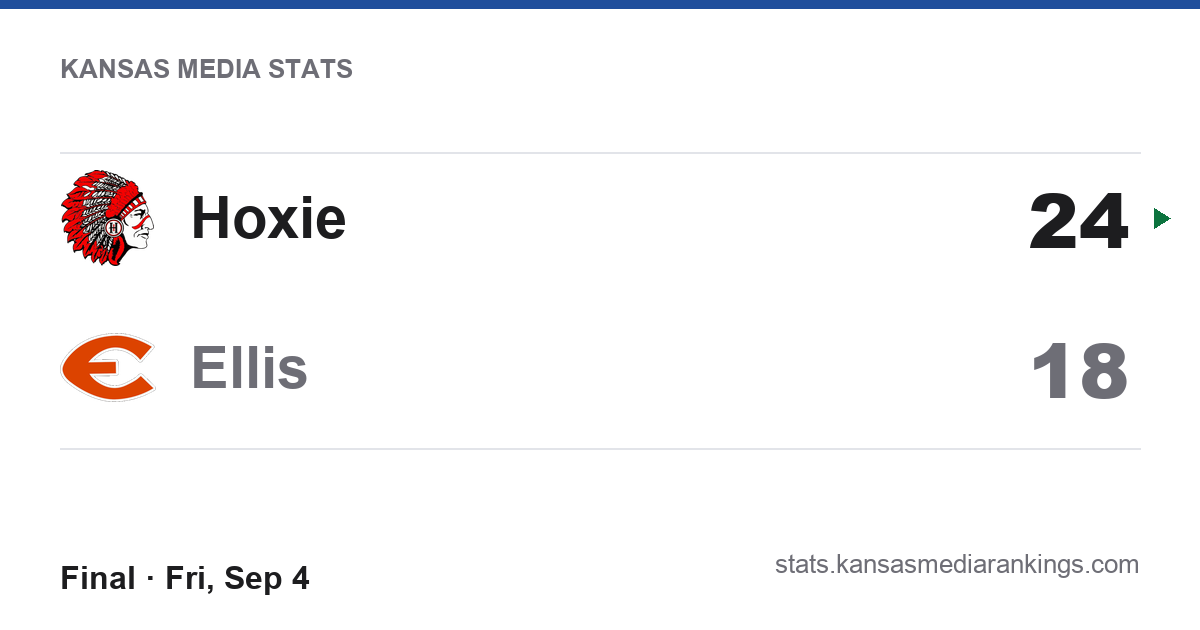 KANSAS MEDIA STATS
Hoxie 24
Ellis 18
Final · Fri, Sep 4
stats.kansasmediarankings.com